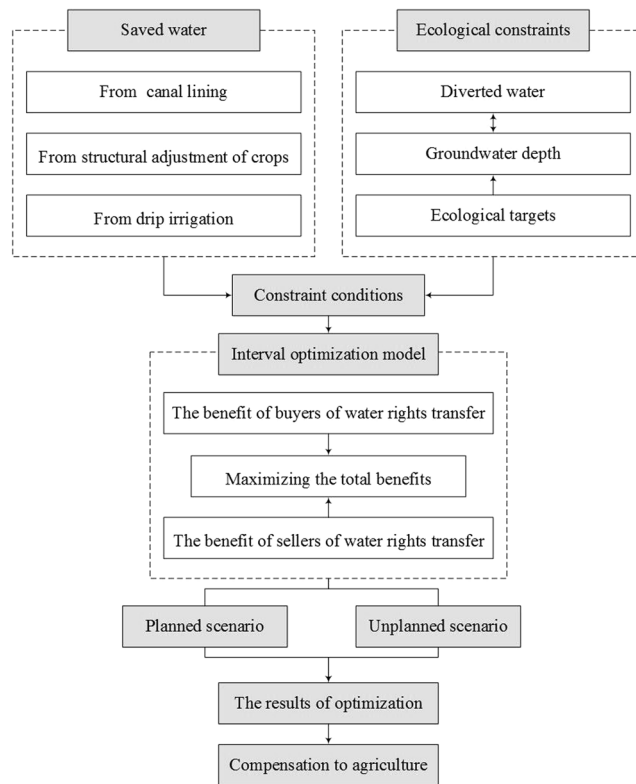 Saved water
From canal lining
From structural adjustment of crops
From drip irrigation
Ecological constraints
Diverted water
Groundwater depth
Ecological targets
Constraint conditions
Interval optimization model
The benefit of buyers of water rights transfer
Maximizing the total benefits
The benefit of sellers of water rights transfer
Planned scenario
Unplanned scenario
The results of optimization
Compensation to agriculture